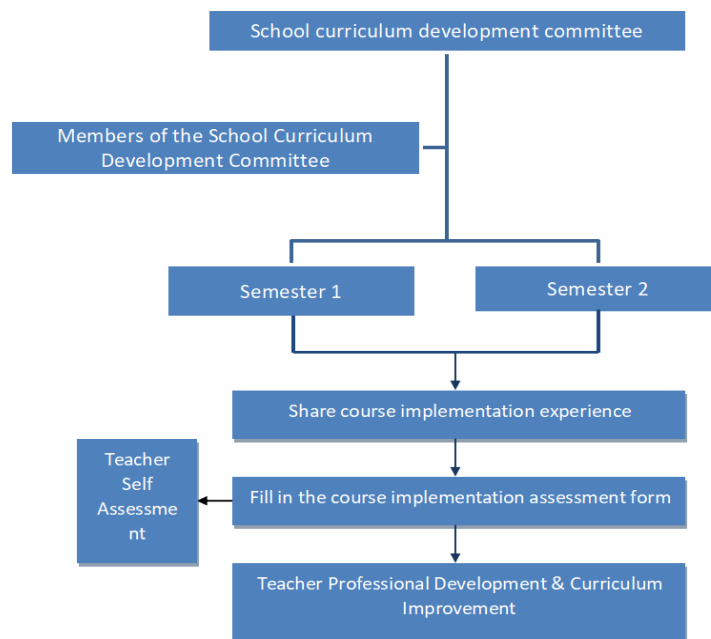 School curriculum development committee
Members of the School Curriculum
Development Committee
Semester 1
Semester 2
Share course implementation experience
Teacher
Self
Assessme
nt
Fill in the course implementation assessment form
Teacher Professional Development & Curriculum
Improvement